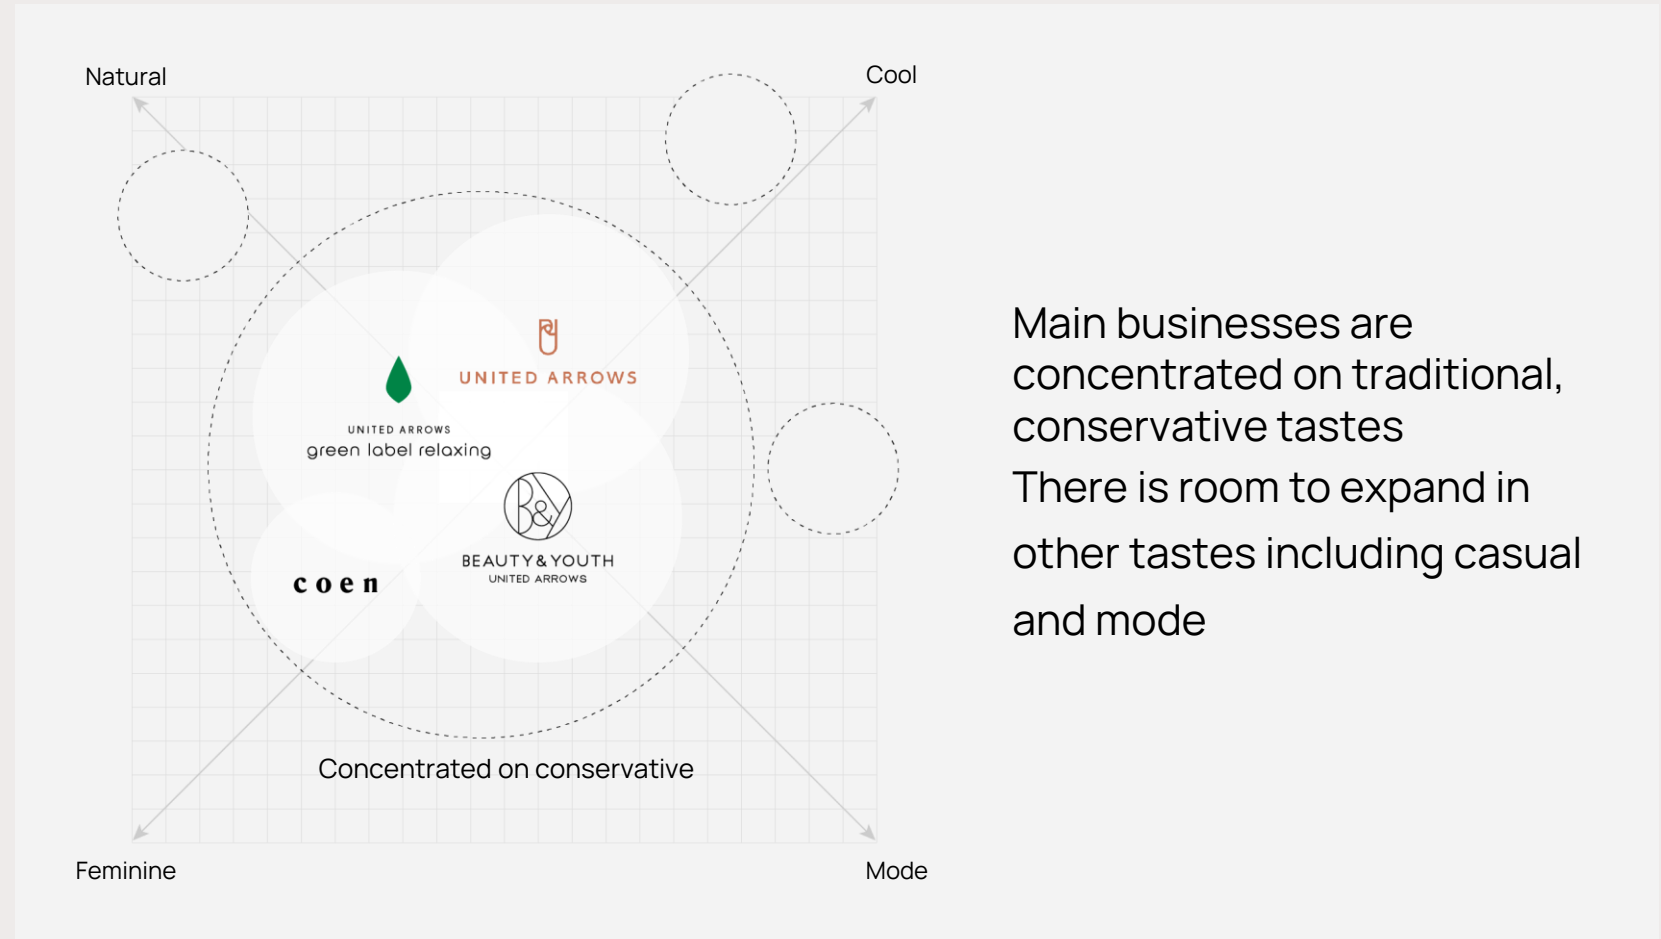 Natural
Cool
UNITED ARROWS
UNITED ARROWS
green label relaxing
B&Y
BEAUTY&YOUTH
UNITED ARROWS
coen
Concentrated on conservative
Feminine
Mode
Main businesses are
concentrated on traditional,
conservative tastes
There is room to expand in
other tastes including casual
and mode